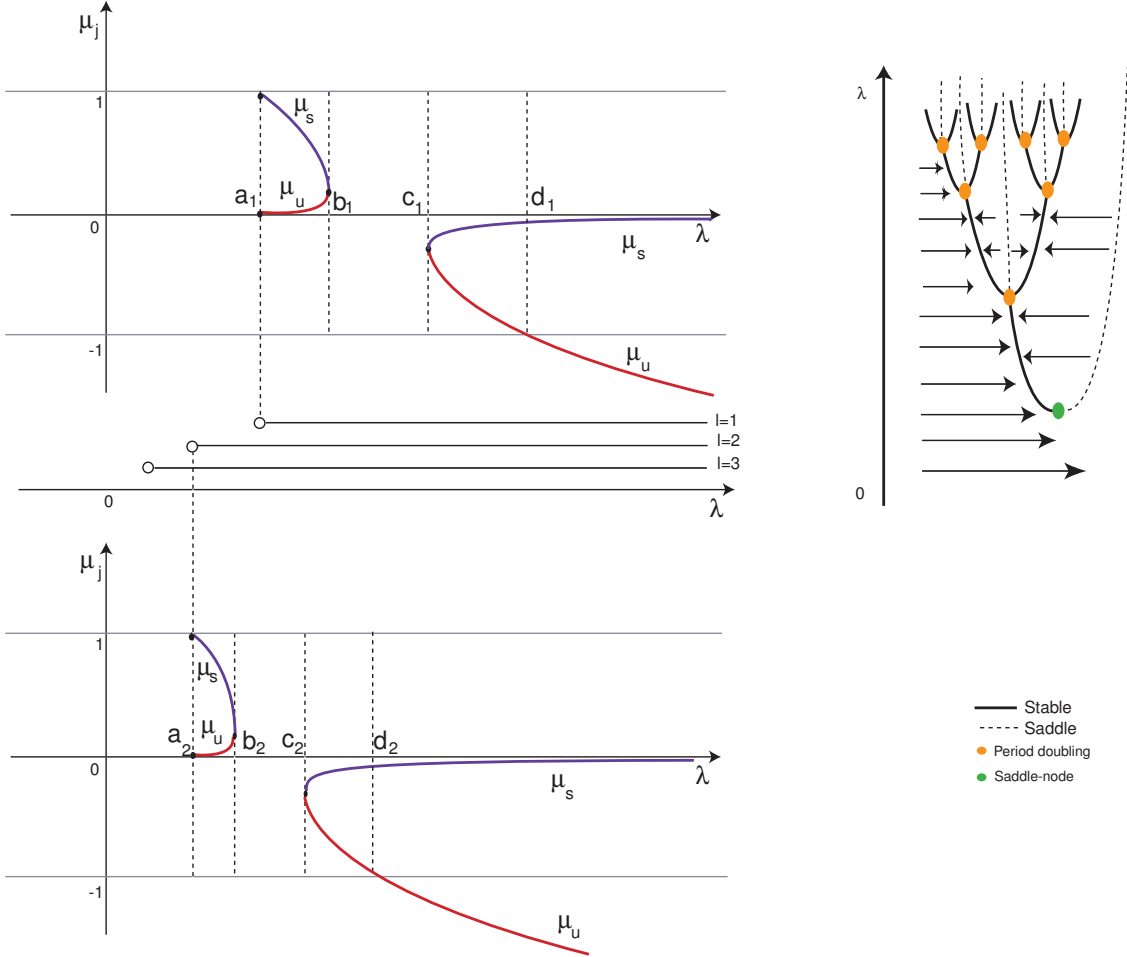 μj
1
μs
a1 μu b1 c1 d1
0 λ
μs
-1
μu
l=1
l=2
l=3
0 λ
μj
1
μs
a2 μu b2 c2 d2
0 λ
μs
-1
μu
λ
0
Stable
Saddle
Period doubling
Saddle-node